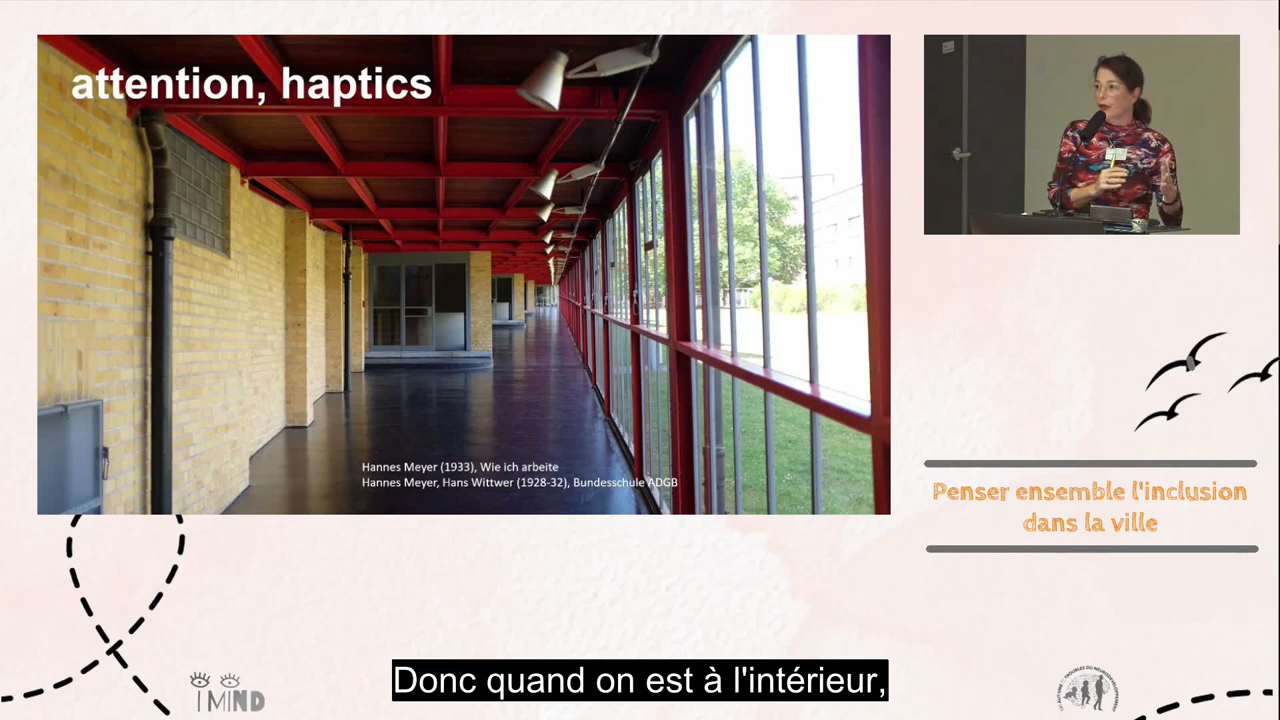 attention, haptics
Hannes Meyer (1933), Wie ich arbeite
Hannes Meyer, Hans Wittwer (1928-32), Bundesschule ADGB
Penser ensemble l'inclusion
dans la ville
iMIND
Donc quand on est à l'intérieur,